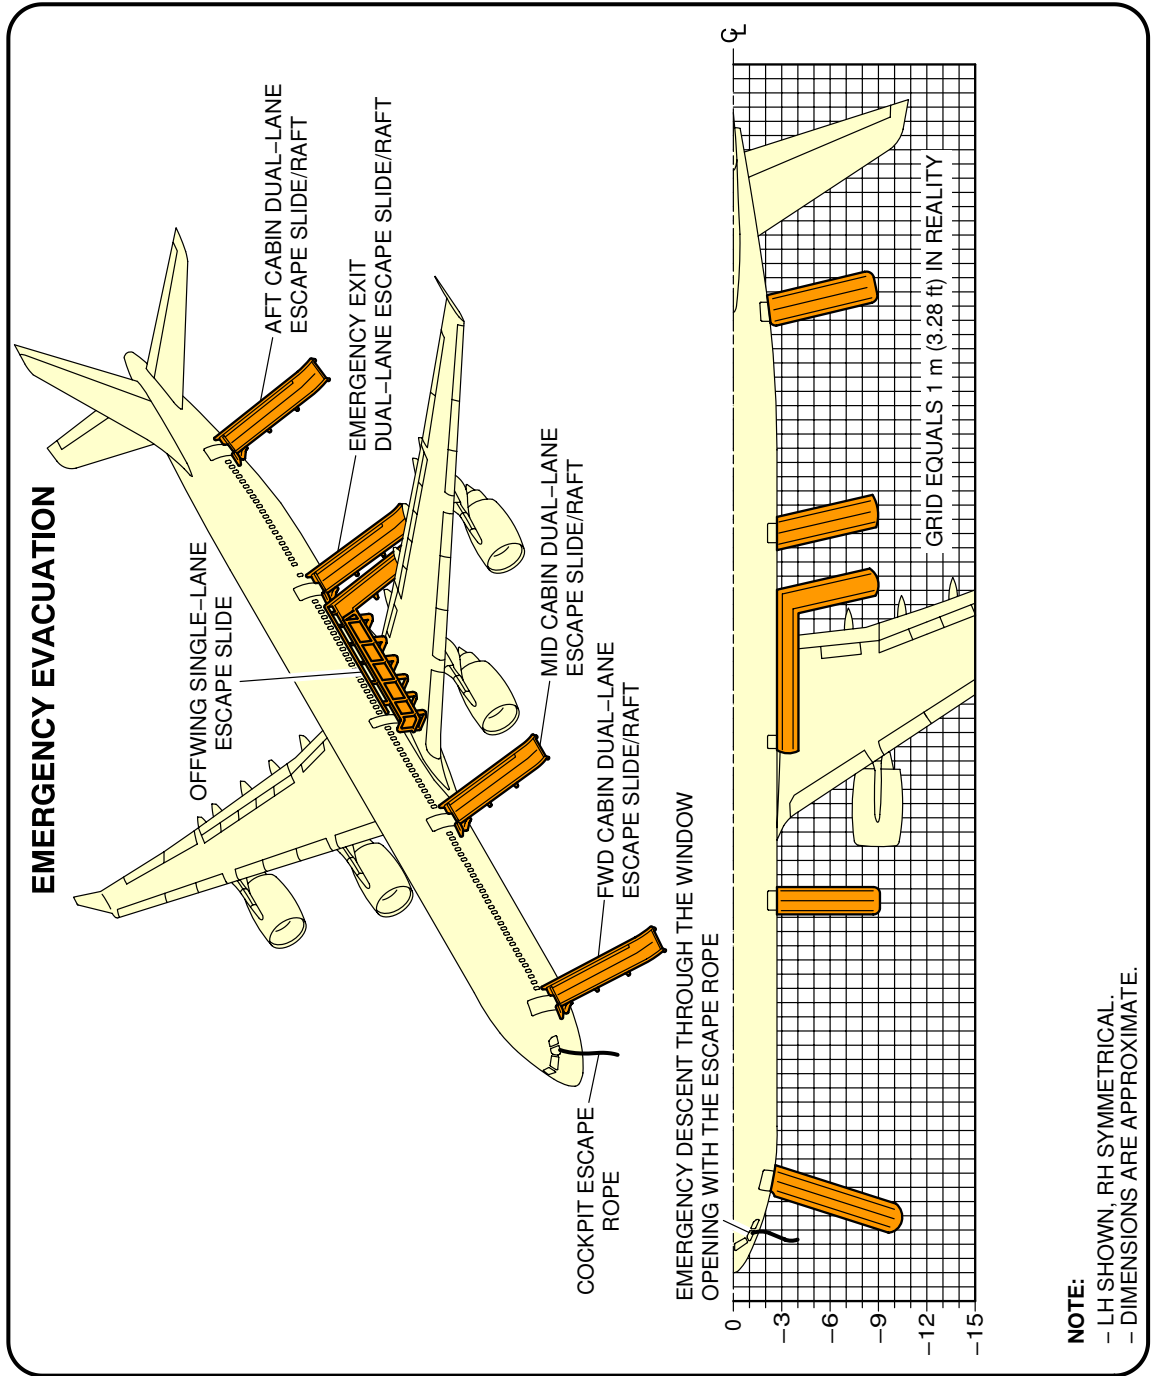 EMERGENCY EVACUATION
AFT CABIN DUAL–LANE
ESCAPE SLIDE/RAFT
EMERGENCY EXIT
DUAL–LANE ESCAPE SLIDE/RAFT
OFFWING SINGLE–LANE
ESCAPE SLIDE
MID CABIN DUAL–LANE
ESCAPE SLIDE/RAFT
FWD CABIN DUAL–LANE
ESCAPE SLIDE/RAFT
COCKPIT ESCAPE
ROPE
EMERGENCY DESCENT THROUGH THE WINDOW
OPENING WITH THE ESCAPE ROPE
CL
0
–3
–6
–9
–12
–15
GRID EQUALS 1 m (3.28 ft) IN REALITY
NOTE:
– LH SHOWN, RH SYMMETRICAL.
– DIMENSIONS ARE APPROXIMATE.